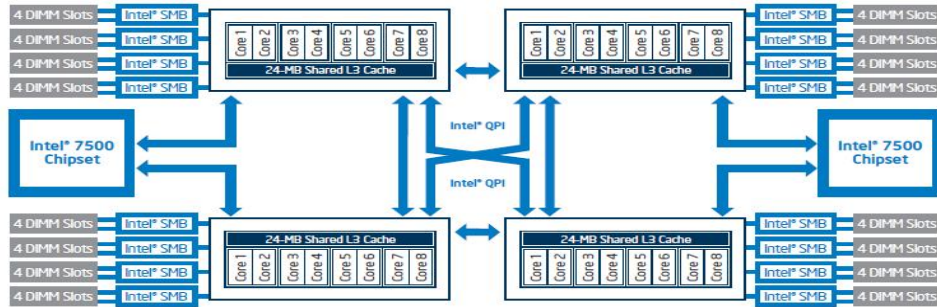 4 DIMM Slots Intel® SMB Core 1 Core 2 Core 3 Core 4 Core 5 Core 6 Core 7 Core 8 Core 1 Core 2 Core 3 Core 4 Core 5 Core 6 Core 7 Core 8 Intel® SMB 4 DIMM Slots
4 DIMM Slots Intel® SMB Intel® SMB 4 DIMM Slots
4 DIMM Slots Intel® SMB 24-MB Shared L3 Cache 24-MB Shared L3 Cache Intel® SMB 4 DIMM Slots
4 DIMM Slots Intel® SMB Intel® SMB 4 DIMM Slots
Intel® QPI
Intel® 7500 Intel® 7500
Chipset Chipset
Intel® QPI
4 DIMM Slots Intel® SMB Intel® SMB 4 DIMM Slots
4 DIMM Slots Intel® SMB 24-MB Shared L3 Cache 24-MB Shared L3 Cache Intel® SMB 4 DIMM Slots
4 DIMM Slots Intel® SMB Core 1 Core 2 Core 3 Core 4 Core 5 Core 6 Core 7 Core 8 Core 1 Core 2 Core 3 Core 4 Core 5 Core 6 Core 7 Core 8 Intel® SMB 4 DIMM Slots
4 DIMM Slots Intel® SMB Intel® SMB 4 DIMM Slots